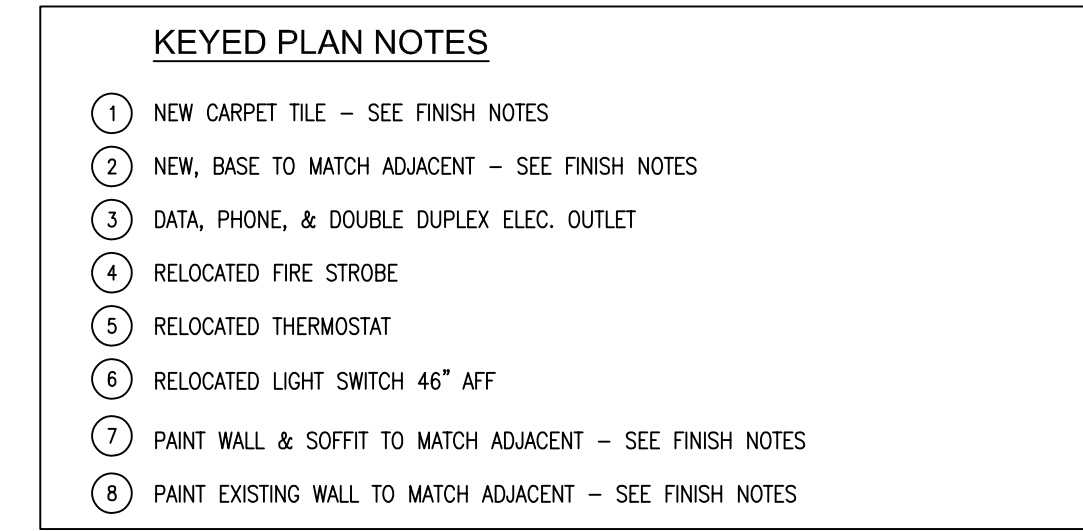 KEYED PLAN NOTES
1 NEW CARPET TILE – SEE FINISH NOTES
2 NEW, BASE TO MATCH ADJACENT – SEE FINISH NOTES
3 DATA, PHONE, & DOUBLE DUPLEX ELEC. OUTLET
4 RELOCATED FIRE STROBE
5 RELOCATED THERMOSTAT
6 RELOCATED LIGHT SWITCH 46" AFF
7 PAINT WALL & SOFFIT TO MATCH ADJACENT – SEE FINISH NOTES
8 PAINT EXISTING WALL TO MATCH ADJACENT – SEE FINISH NOTES